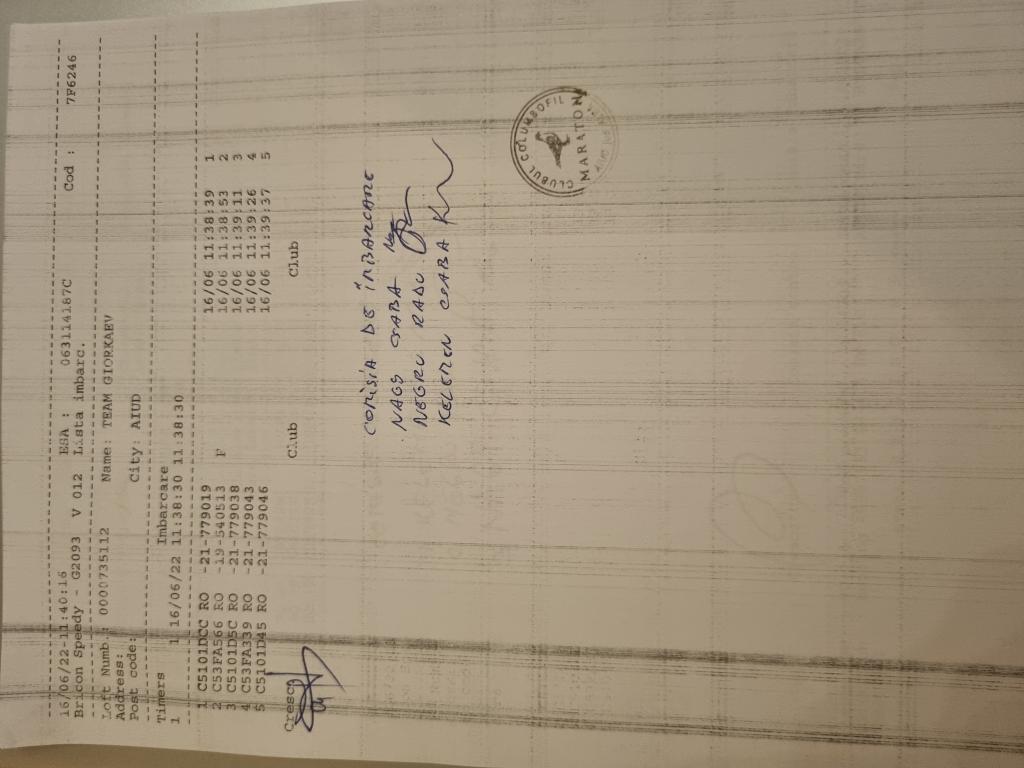 16/06/22-11:40:16 ESA : 063114187C Cod : 7F6246
Bricon Speedy - G2093 V 012 Lista imbarc.
Loft Numb.: 0000735112 Name: TEAM GIORKAEV
Address:
Post code: City: AIUD
Timers Imbarcare
1 1 16/06/22 11:38:30 11:38:30
1 C5101DCC RO -21-779019 16/06 11:38:39 1
2 C53FA566 RO -19-540513 F 16/06 11:38:53 2
3 C5101D5C RO -21-779038 16/06 11:39:11 3
4 C53FA339 RO -21-779043 16/06 11:39:26 4
5 C5101D45 RO -21-779046 16/06 11:39:37 5
Cresc Club Club
COMISIA DE ÎNBARCARE
NAGY CSABA
NEGRU RADU
KELEMEN CSABA
CLUBUL COLUMBOFIL
MARATON